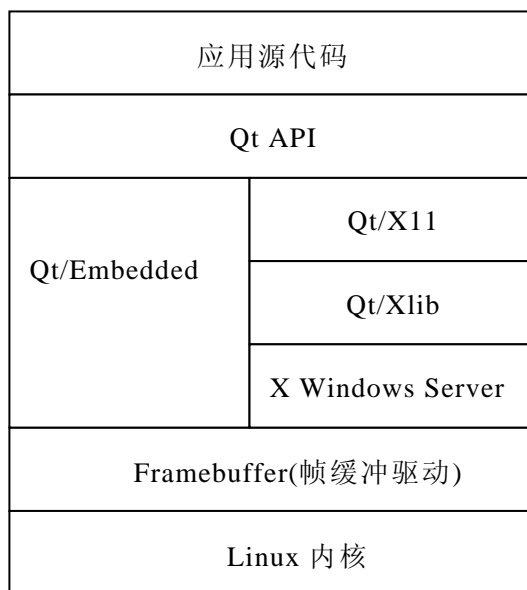 应用源代码
Qt API
Qt/Embedded
Qt/X11
Qt/Xlib
X Windows Server
Framebuffer(帧缓冲驱动)
Linux 内核